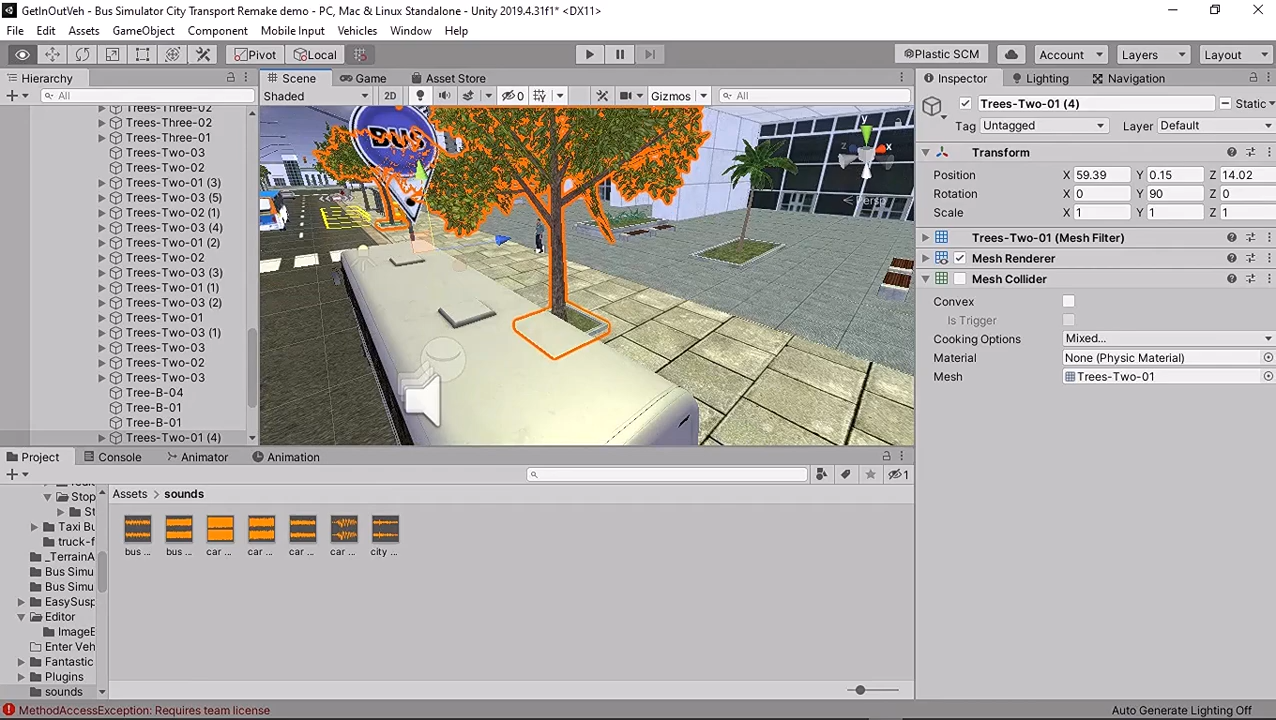 GetInOutVeh - Bus Simulator City Transport Remake demo - PC, Mac & Linux Standalone - Unity 2019.4.31f1* <DX11>
File Edit Assets GameObject Component Mobile Input Vehicles Window Help
Pivot Local Plastic SCM Account Layers Layout
Hierarchy
All
Trees-Three-02
Trees-Three-02
Trees-Three-01
Trees-Two-03
Trees-Two-02
Trees-Two-01 (3)
Trees-Two-03 (5)
Trees-Two-02 (1)
Trees-Two-03 (4)
Trees-Two-01 (2)
Trees-Two-02
Trees-Two-03 (3)
Trees-Two-01 (1)
Trees-Two-03 (2)
Trees-Two-01
Trees-Two-03 (1)
Trees-Two-03
Trees-Two-02
Trees-Two-03
Tree-B-04
Tree-B-01
Tree-B-01
Trees-Two-01 (4)
Scene Game Asset Store
Shaded 2D 0 Gizmos All
BUS
y
x
z
Persp
Inspector Lighting Navigation
Trees-Two-01 (4) Static
Tag Untagged Layer Default
Transform
Position X 59.39 Y 0.15 Z 14.02
Rotation X 0 Y 90 Z 0
Scale X 1 Y 1 Z 1
Trees-Two-01 (Mesh Filter)
Mesh Renderer
Mesh Collider
Convex
Is Trigger
Cooking Options Mixed...
Material None (Physic Material)
Mesh Trees-Two-01
Project Console Animator Animation
1
Stop
St
Taxi Bu
truck-f
_TerrainA
Bus Simu
Bus Simu
EasySusp
Editor
ImageE
Enter Veh
Fantastic
Plugins
sounds
Assets > sounds
bus ... bus ... car ... car ... car ... car ... city ...
MethodAccessException: Requires team license
Auto Generate Lighting Off